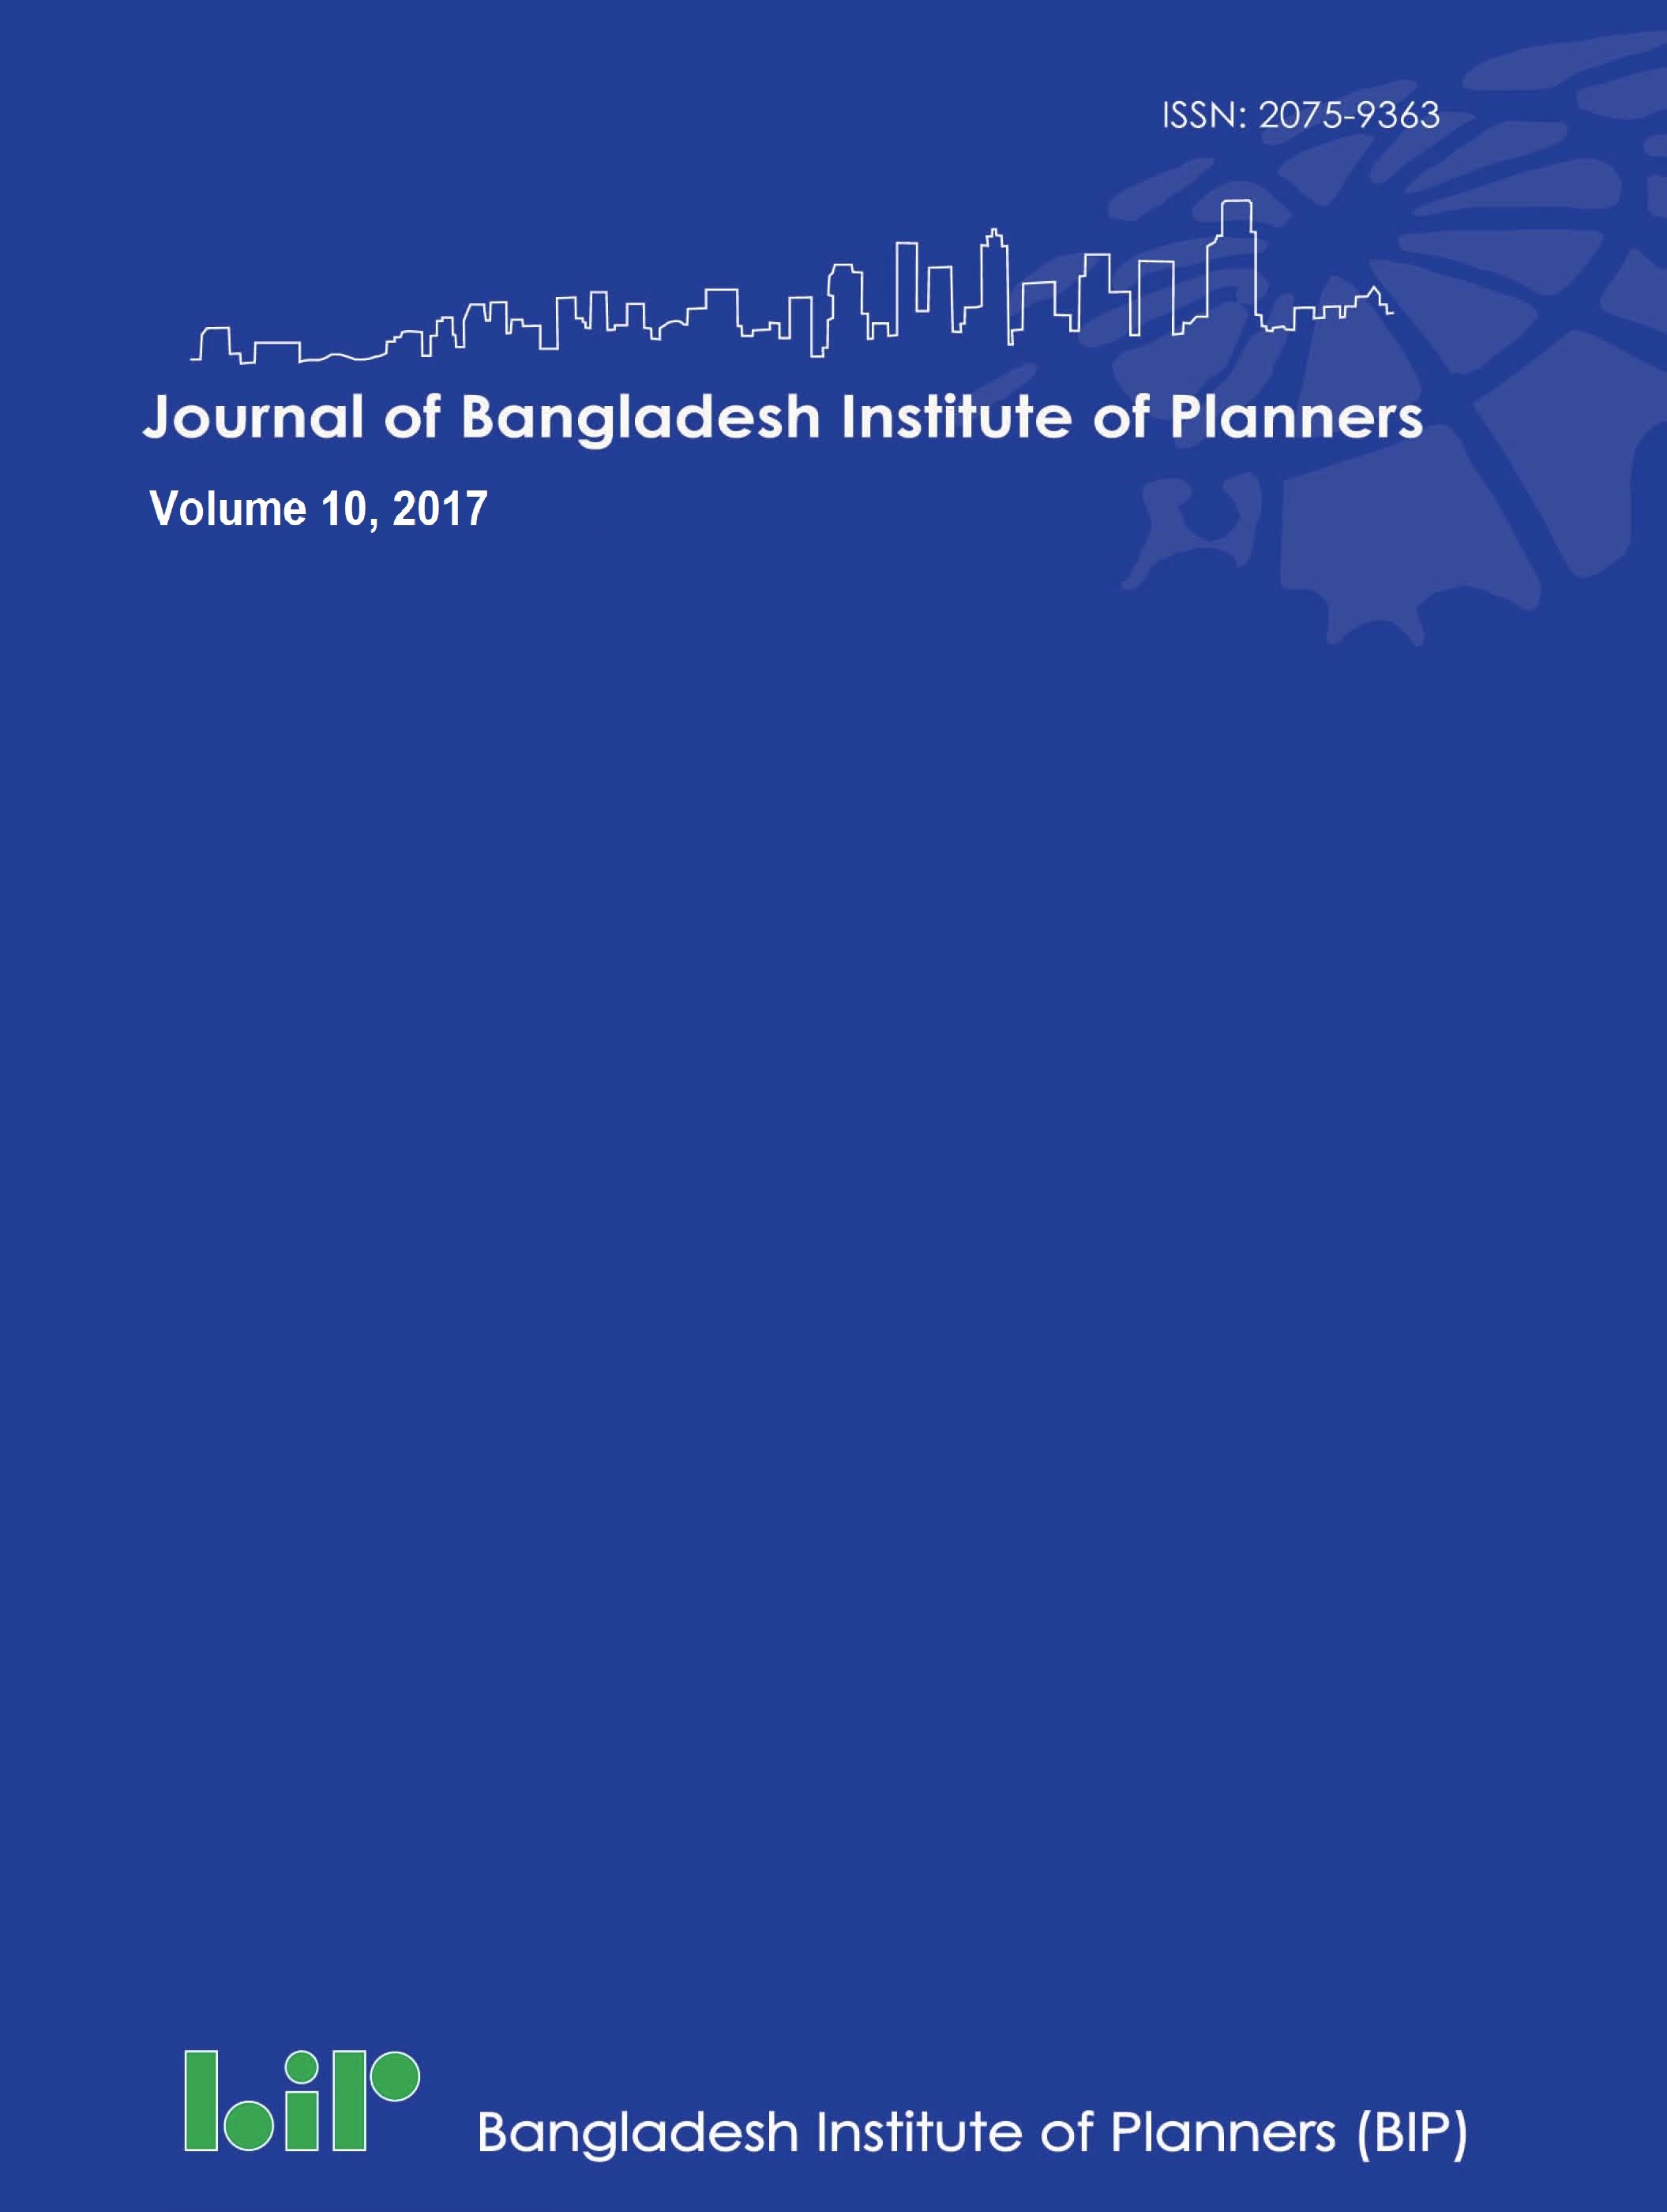 ISSN: 2075-9363
Journal of Bangladesh Institute of Planners
Volume 10, 2017
bip
Bangladesh Institute of Planners (BIP)